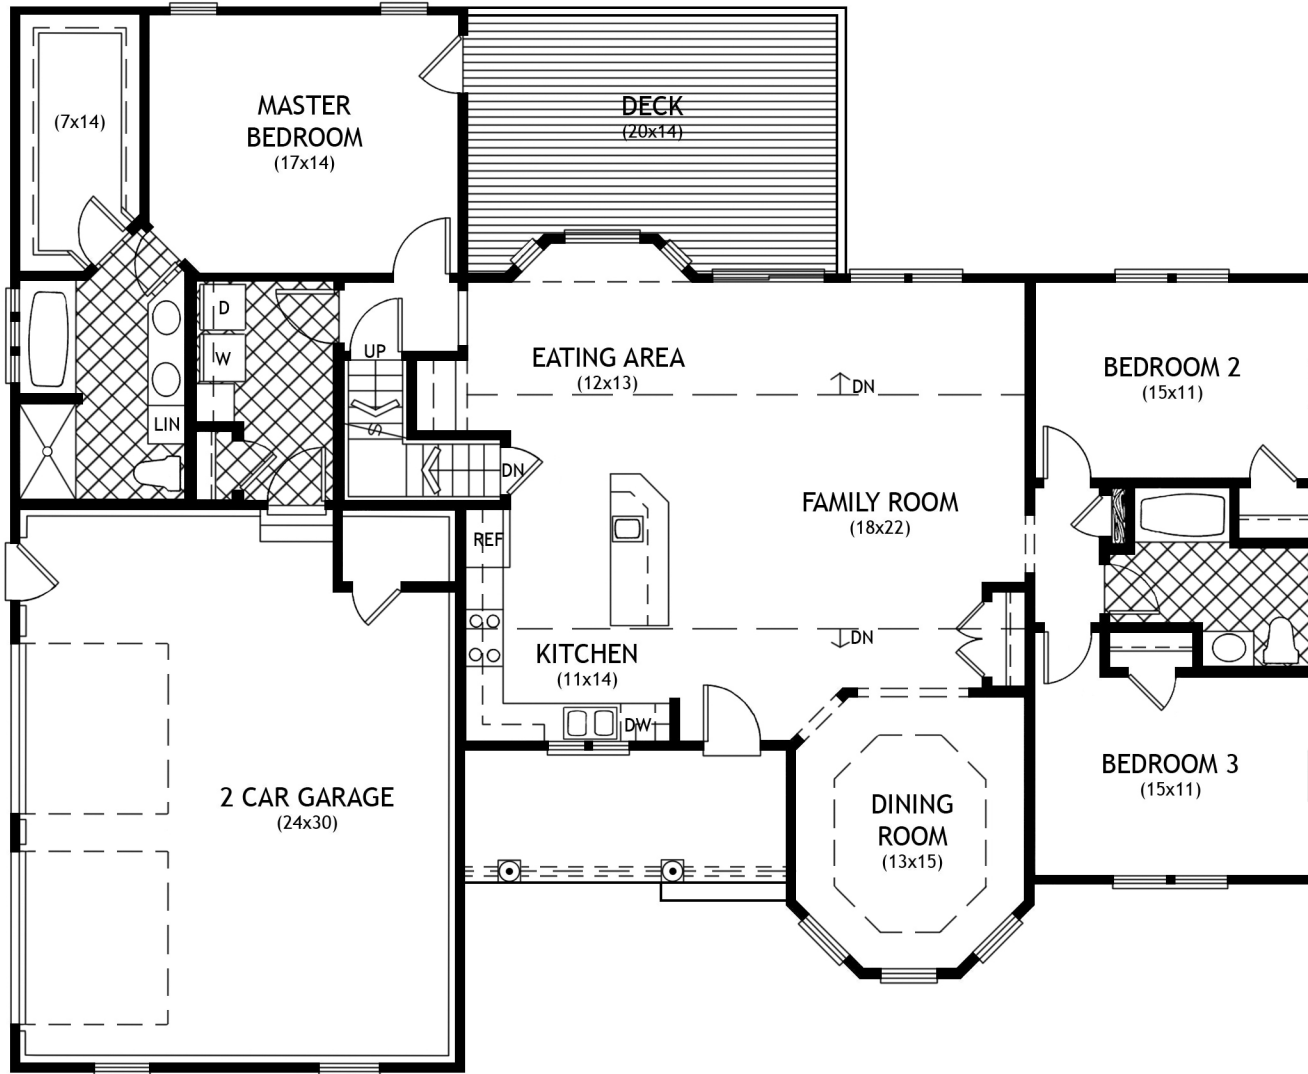 (7x14)
MASTER
BEDROOM
(17x14)
DECK
(20x14)
D
W
LIN
UP
DN
EATING AREA
(12x13)
DN
BEDROOM 2
(15x11)
FAMILY ROOM
(18x22)
REF
DN
KITCHEN
(11x14)
DW
2 CAR GARAGE
(24x30)
DINING
ROOM
(13x15)
BEDROOM 3
(15x11)